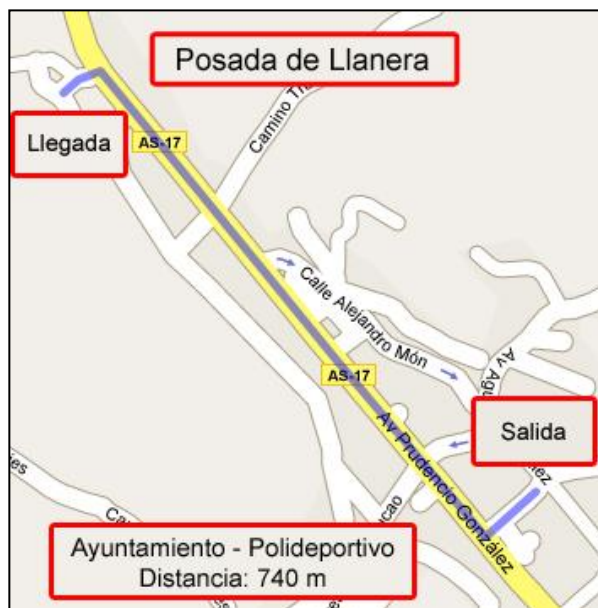 Posada de Llanera
Llegada
AS-17
Camino
Calle Alejandro Món
AS-17
Av
Salida
Av Prudencio González
Ayuntamiento - Polideportivo
Distancia: 740 m